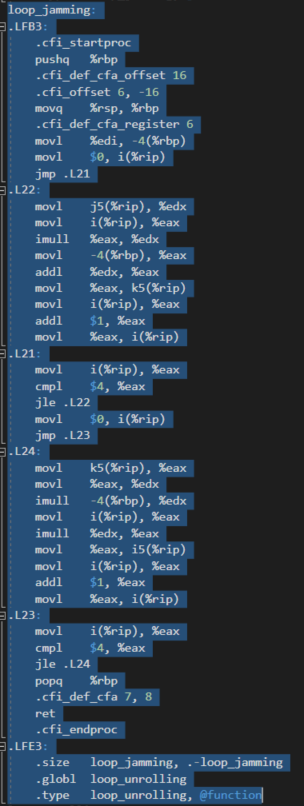 loop_jamming:
.LFB3:
.cfi_startproc
pushq %rbp
.cfi_def_cfa_offset 16
.cfi_offset 6, -16
movq %rsp, %rbp
.cfi_def_cfa_register 6
movl %edi, -4(%rbp)
movl $0, i(%rip)
jmp .L21
.L22:
movl j5(%rip), %edx
movl i(%rip), %eax
imull %eax, %edx
movl -4(%rbp), %eax
addl %edx, %eax
movl %eax, k5(%rip)
movl i(%rip), %eax
addl $1, %eax
movl %eax, i(%rip)
.L21:
movl i(%rip), %eax
cmpl $4, %eax
jle .L22
movl $0, i(%rip)
jmp .L23
.L24:
movl k5(%rip), %eax
movl %eax, %edx
imull -4(%rbp), %edx
movl i(%rip), %eax
imull %edx, %eax
movl %eax, i5(%rip)
movl i(%rip), %eax
addl $1, %eax
movl %eax, i(%rip)
.L23:
movl i(%rip), %eax
cmpl $4, %eax
jle .L24
popq %rbp
.cfi_def_cfa 7, 8
ret
.cfi_endproc
.LFE3:
.size loop_jamming, .-loop_jamming
.globl loop_unrolling
.type loop_unrolling, @function